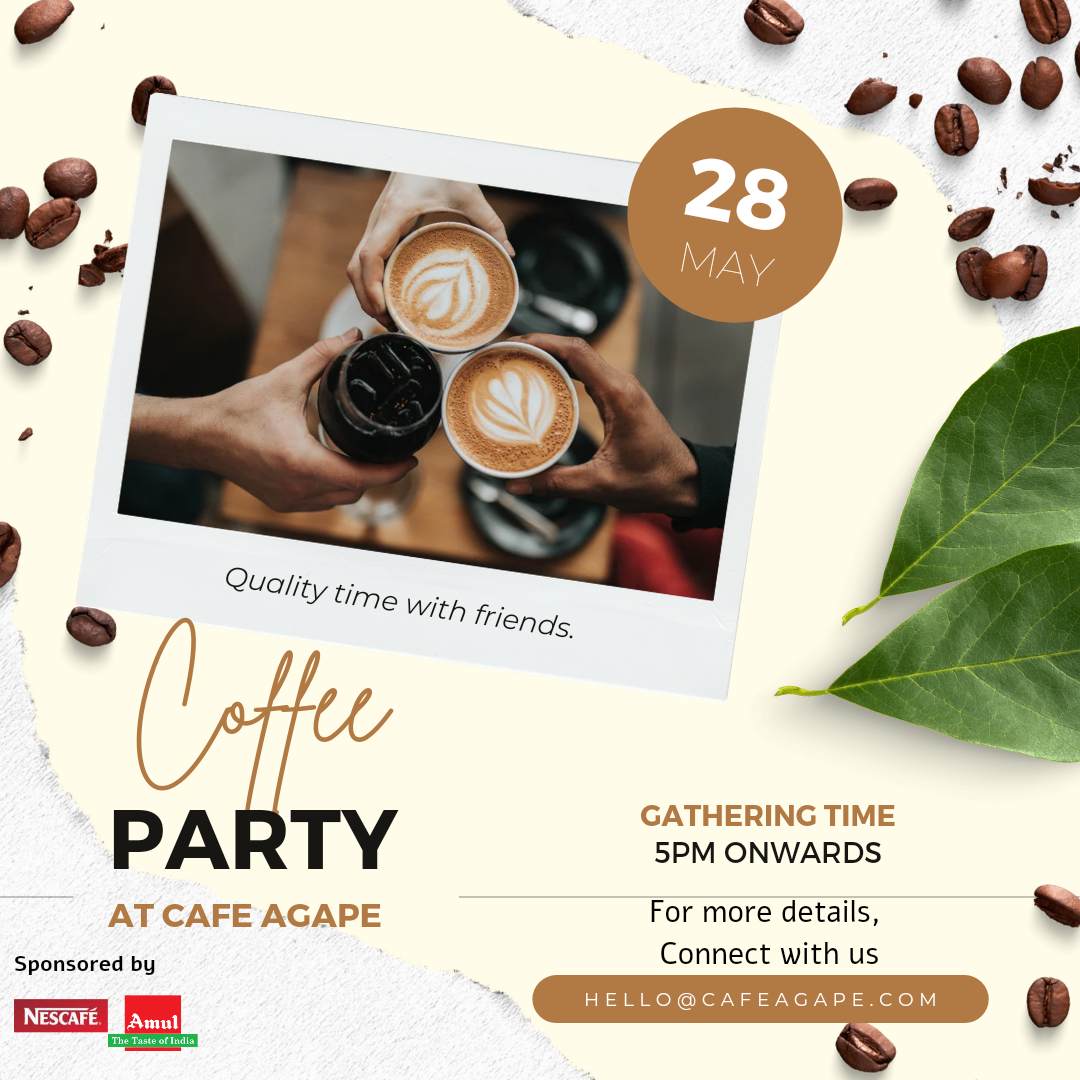 28
MAY
Quality time with friends.
Coffee
PARTY
AT CAFE AGAPE
Sponsored by
NESCAFÉ.
Amul
The Taste of India
GATHERING TIME
5PM ONWARDS
For more details,
Connect with us
HELLO@CAFEAGAPE.COM